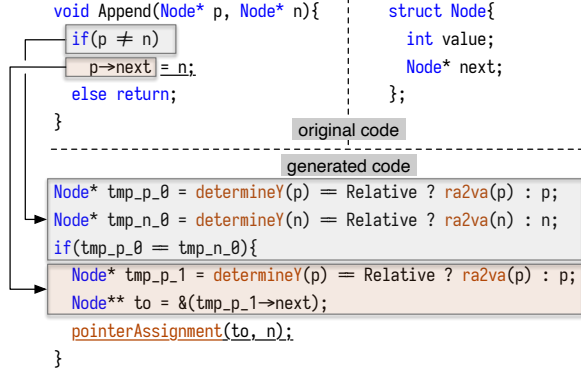 void Append(Node* p, Node* n){
if(p ≠ n)
p→next = n;
else return;
}
struct Node{
int value;
Node* next;
};
original code
generated code
Node* tmp_p_0 = determineY(p) == Relative ? ra2va(p) : p;
Node* tmp_n_0 = determineY(n) == Relative ? ra2va(n) : n;
if(tmp_p_0 == tmp_n_0){
Node* tmp_p_1 = determineY(p) == Relative ? ra2va(p) : p;
Node** to = &(tmp_p_1→next);
pointerAssignment(to, n);
}